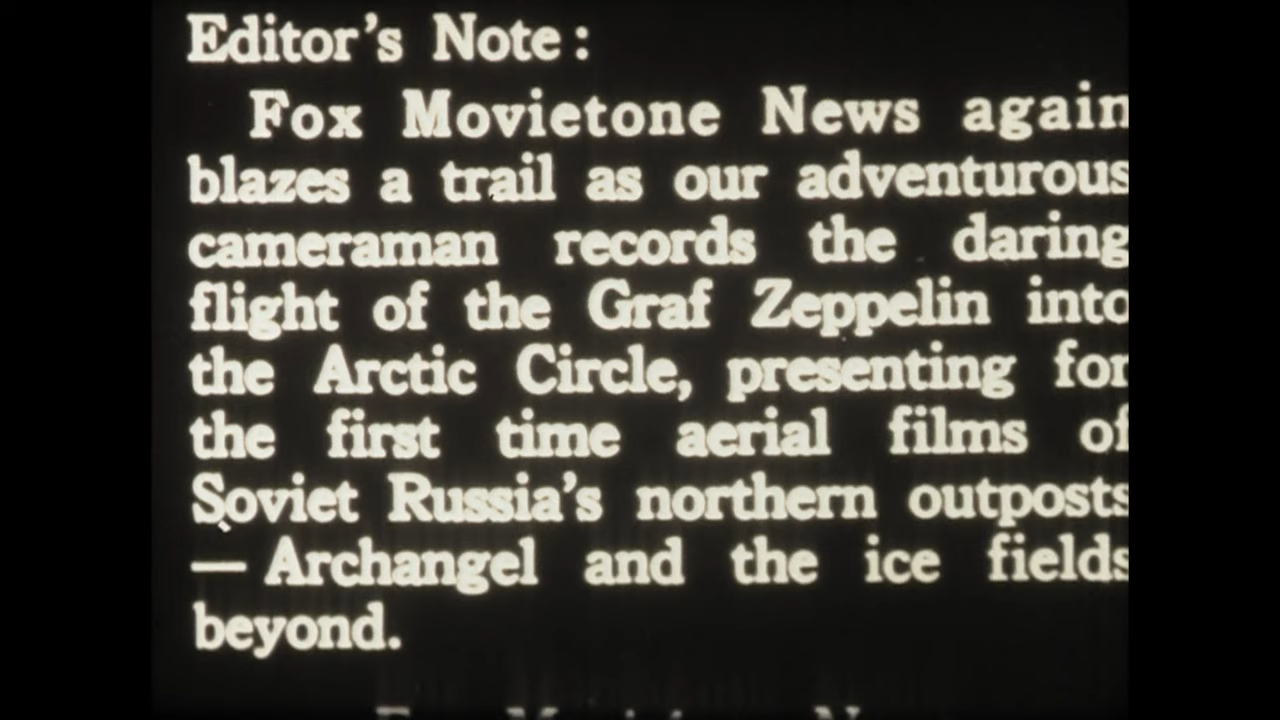 Editor's Note:
Fox Movietone News again
blazes a trail as our adventurous
cameraman records the daring
flight of the Graf Zeppelin into
the Arctic Circle, presenting for
the first time aerial films of
Soviet Russia's northern outposts
— Archangel and the ice fields
beyond.